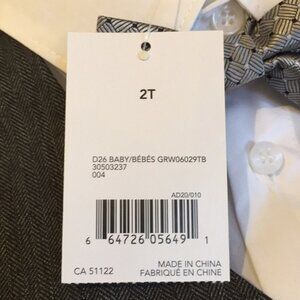 2T
D26 BABY/BÉBÉS GRW06029TB
30503237
004
AD20/010
6 64726 05649 1
MADE IN CHINA
CA 51122 FABRIQUÉ EN CHINE